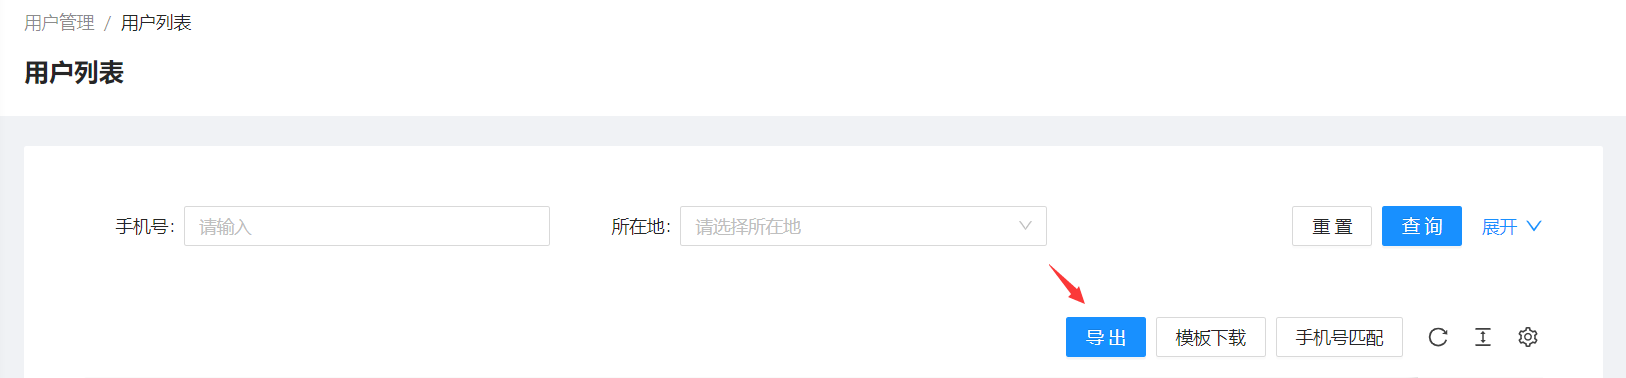 用户管理 / 用户列表
用户列表
手机号: 请输入 所在地: 请选择所在地 重置 查询 展开
导出 模板下载 手机号匹配